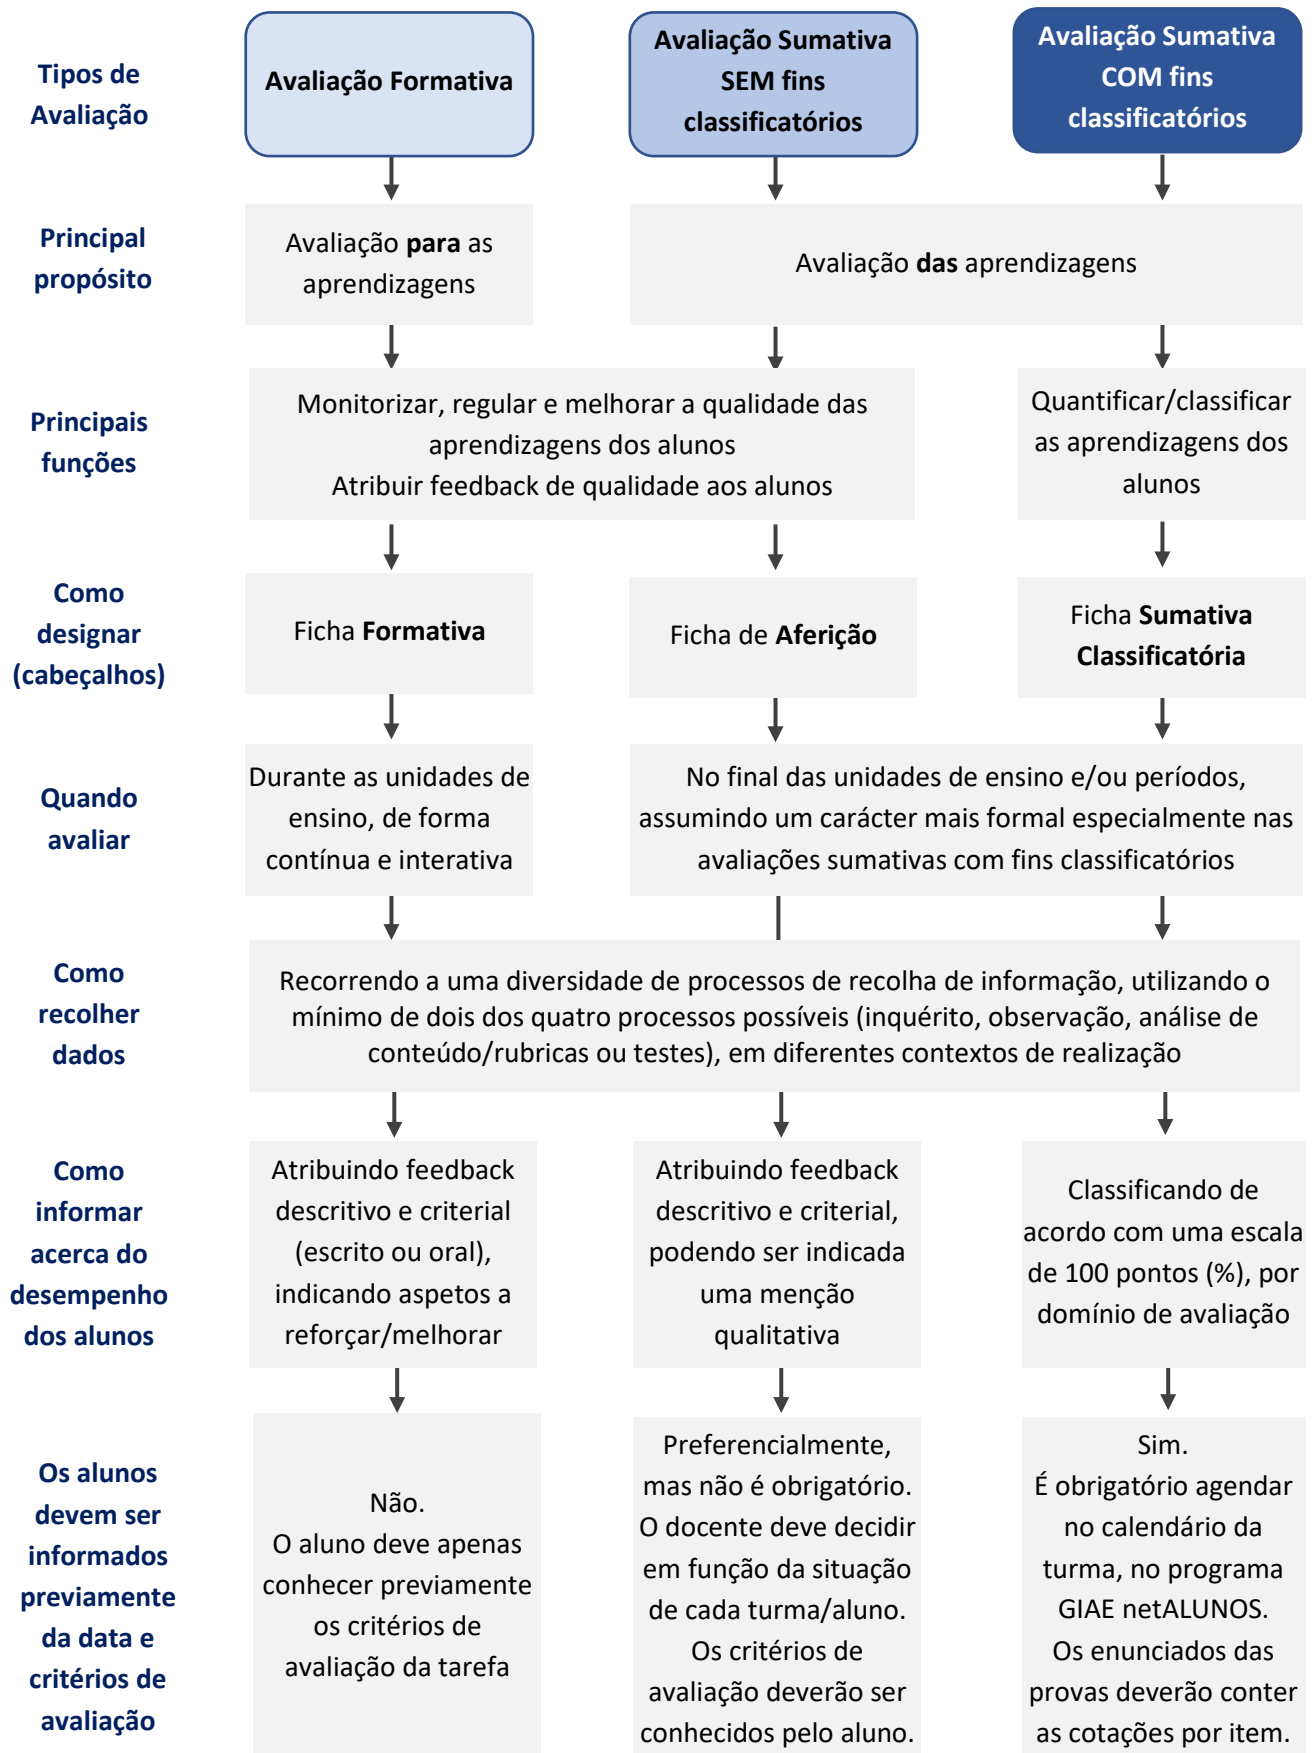 Tipos de
Avaliação
Avaliação Formativa
Avaliação Sumativa
SEM fins
classificatórios
Avaliação Sumativa
COM fins
classificatórios
Principal
propósito
Avaliação para as
aprendizagens
Avaliação das aprendizagens
Principais
funções
Monitorizar, regular e melhorar a qualidade das
aprendizagens dos alunos
Atribuir feedback de qualidade aos alunos
Quantificar/classificar
as aprendizagens dos
alunos
Como
designar
(cabeçalhos)
Ficha Formativa
Ficha de Aferição
Ficha Sumativa
Classificatória
Quando
avaliar
Durante as unidades de
ensino, de forma
contínua e interativa
No final das unidades de ensino e/ou períodos,
assumindo um carácter mais formal especialmente nas
avaliações sumativas com fins classificatórios
Como
recolher
dados
Recorrendo a uma diversidade de processos de recolha de informação, utilizando o
mínimo de dois dos quatro processos possíveis (inquérito, observação, análise de
conteúdo/rubricas ou testes), em diferentes contextos de realização
Como
informar
acerca do
desempenho
dos alunos
Atribuindo feedback
descritivo e criterial
(escrito ou oral),
indicando aspetos a
reforçar/melhorar
Atribuindo feedback
descritivo e criterial,
podendo ser indicada
uma menção
qualitativa
Classificando de
acordo com uma escala
de 100 pontos (%), por
domínio de avaliação
Os alunos
devem ser
informados
previamente
da data e
critérios de
avaliação
Não.
O aluno deve apenas
conhecer previamente
os critérios de
avaliação da tarefa
Preferencialmente,
mas não é obrigatório.
O docente deve decidir
em função da situação
de cada turma/aluno.
Os critérios de
avaliação deverão ser
conhecidos pelo aluno.
Sim.
É obrigatório agendar
no calendário da
turma, no programa
GIAE netALUNOS.
Os enunciados das
provas deverão conter
as cotações por item.